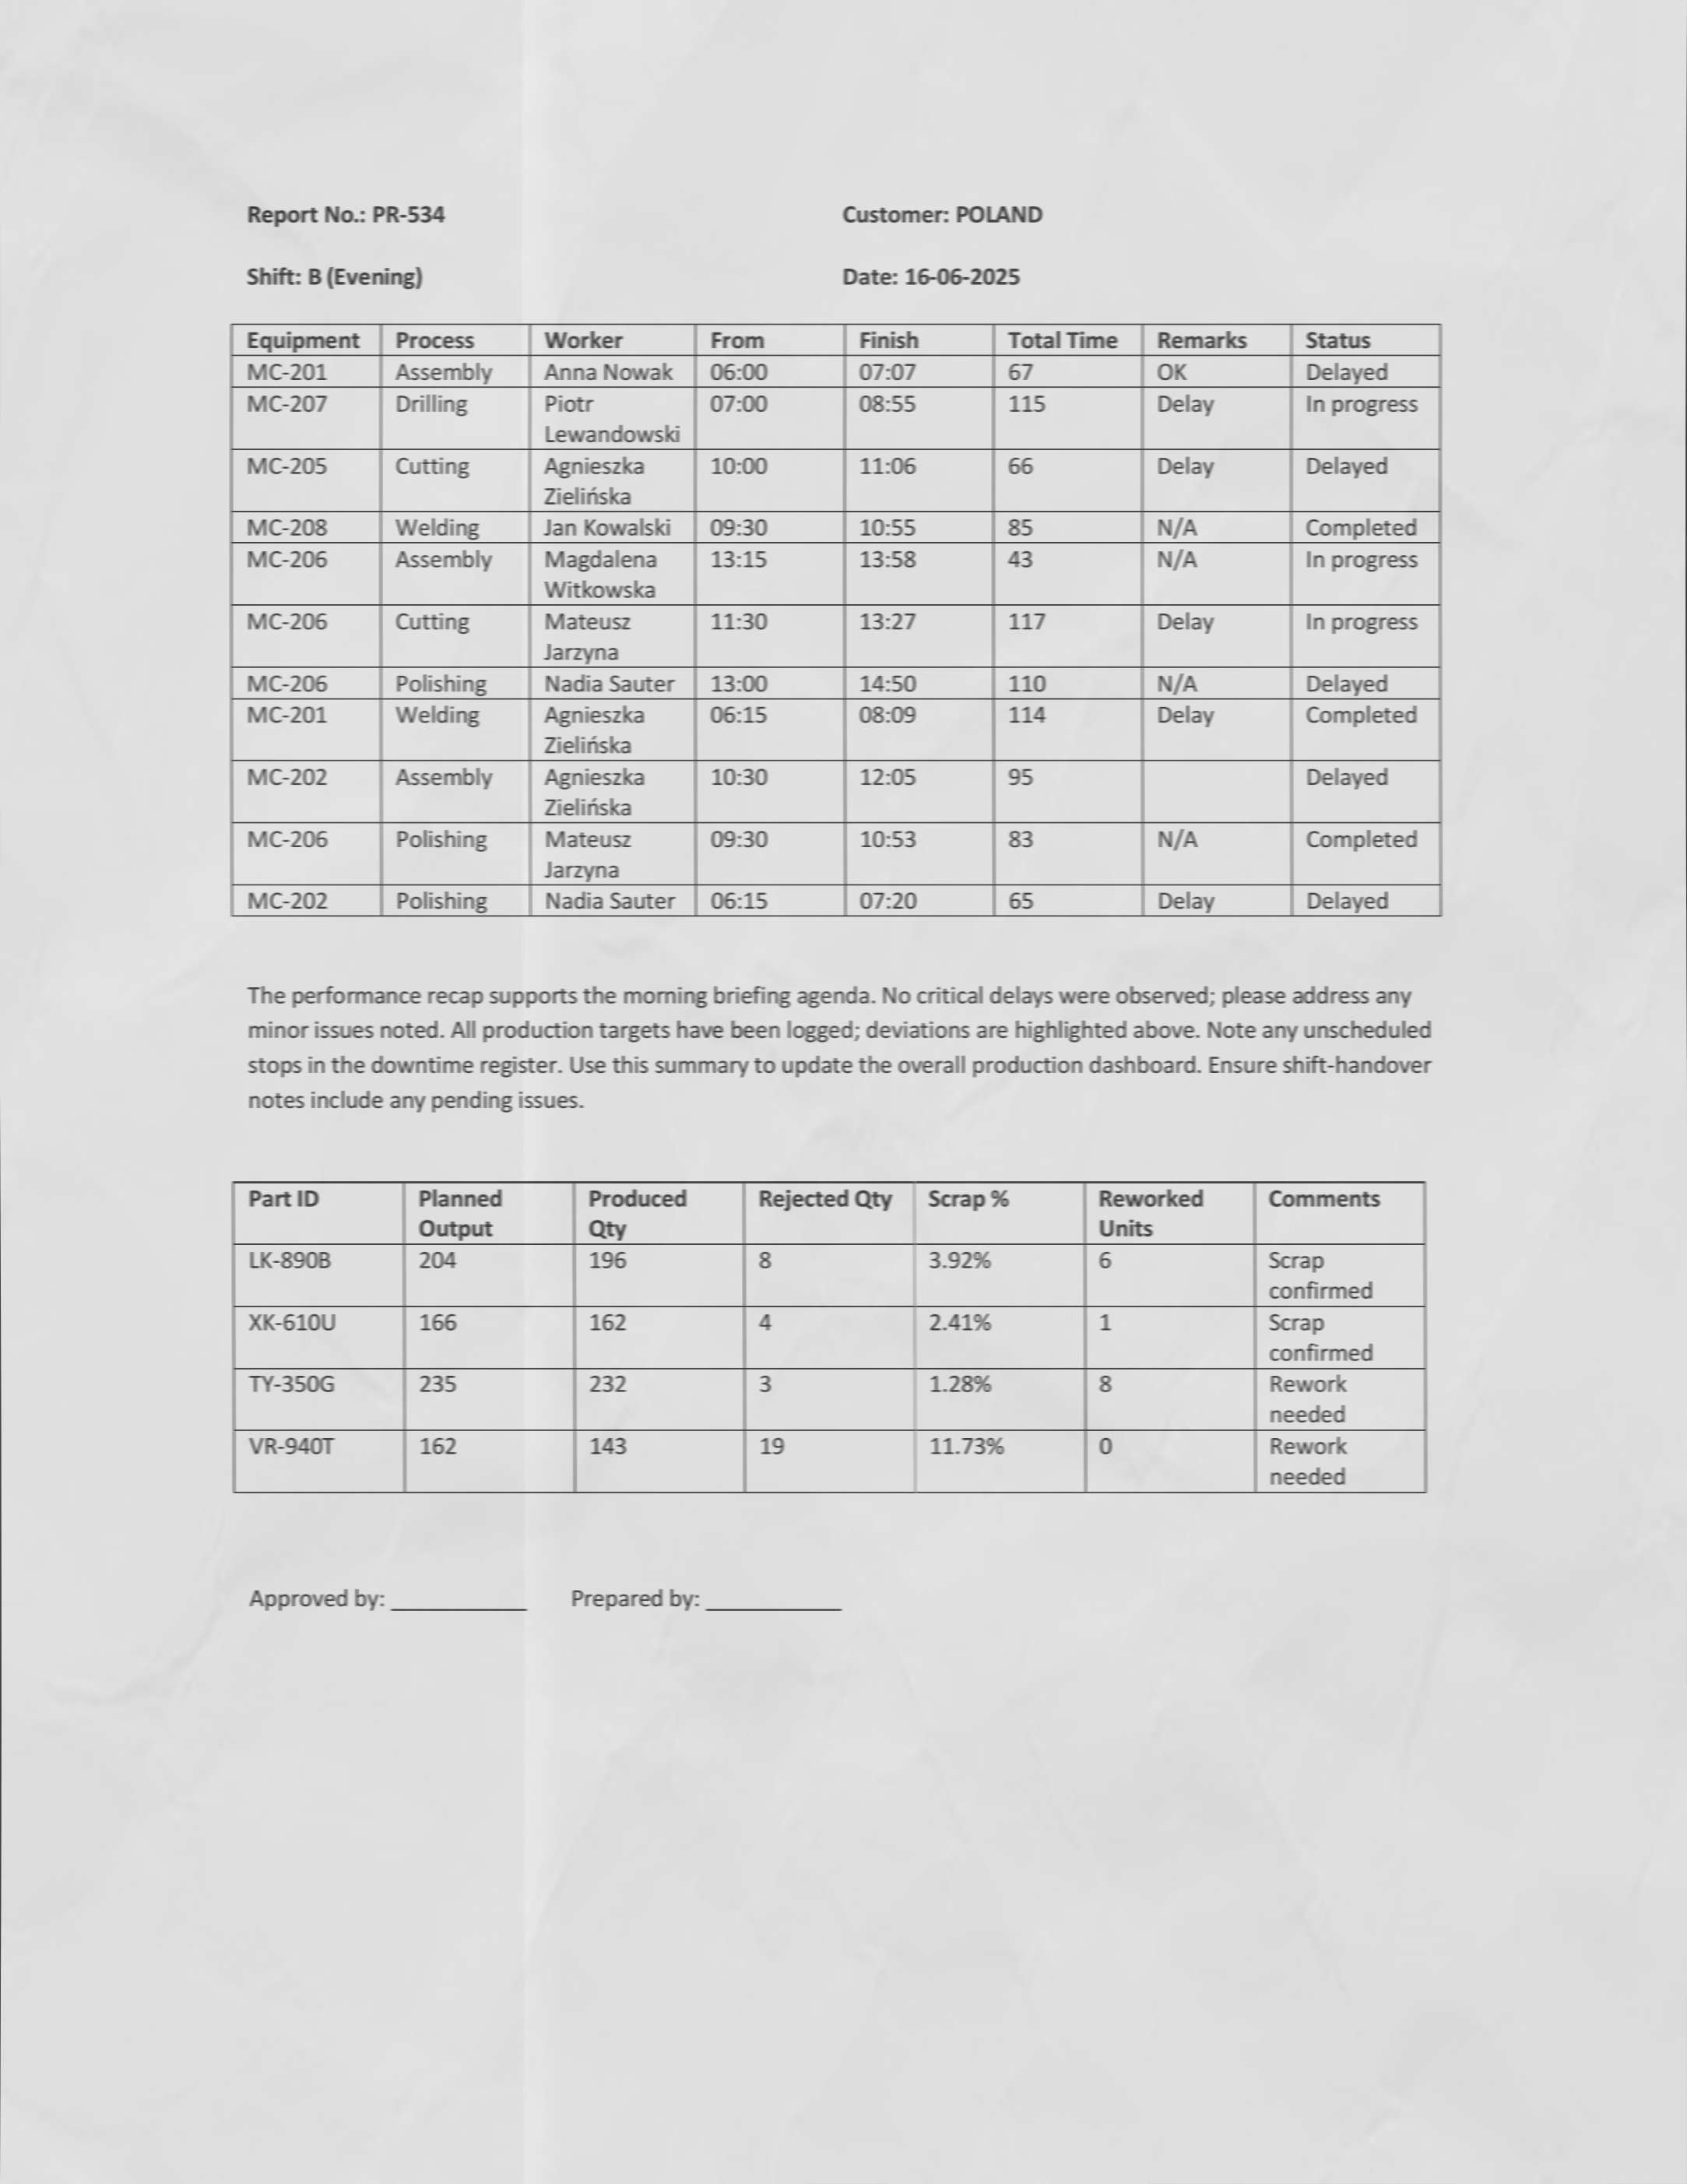 Report No.: PR-534 Customer: POLAND
Shift: B (Evening) Date: 16-06-2025
Equipment Process Worker From Finish Total Time Remarks Status
MC-201 Assembly Anna Nowak 06:00 07:07 67 OK Delayed
MC-207 Drilling Piotr Lewandowski 07:00 08:55 115 Delay In progress
MC-205 Cutting Agnieszka Zielińska 10:00 11:06 66 Delay Delayed
MC-208 Welding Jan Kowalski 09:30 10:55 85 N/A Completed
MC-206 Assembly Magdalena Witkowska 13:15 13:58 43 N/A In progress
MC-206 Cutting Mateusz Jarzyna 11:30 13:27 117 Delay In progress
MC-206 Polishing Nadia Sauter 13:00 14:50 110 N/A Delayed
MC-201 Welding Agnieszka Zielińska 06:15 08:09 114 Delay Completed
MC-202 Assembly Agnieszka Zielińska 10:30 12:05 95 Delayed
MC-206 Polishing Mateusz Jarzyna 09:30 10:53 83 N/A Completed
MC-202 Polishing Nadia Sauter 06:15 07:20 65 Delay Delayed
The performance recap supports the morning briefing agenda. No critical delays were observed; please address any
minor issues noted. All production targets have been logged; deviations are highlighted above. Note any unscheduled
stops in the downtime register. Use this summary to update the overall production dashboard. Ensure shift-handover
notes include any pending issues.
Part ID Planned Output Produced Qty Rejected Qty Scrap % Reworked Units Comments
LK-890B 204 196 8 3.92% 6 Scrap confirmed
XK-610U 166 162 4 2.41% 1 Scrap confirmed
TY-350G 235 232 3 1.28% 8 Rework needed
VR-940T 162 143 19 11.73% 0 Rework needed
Approved by: ___________ Prepared by: ___________